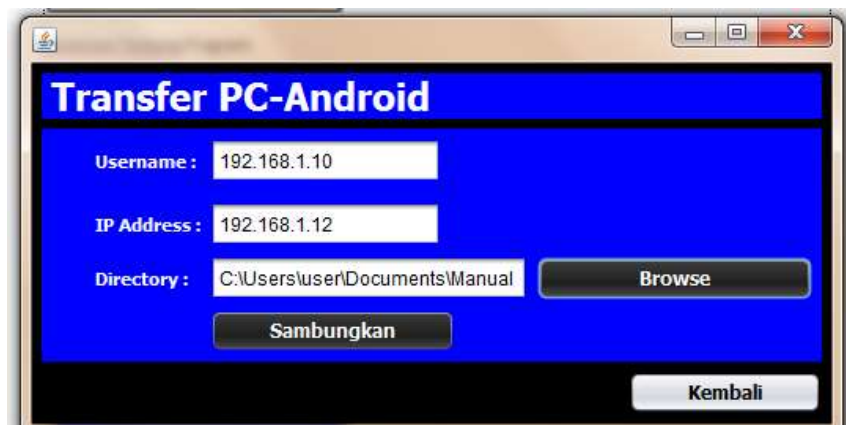 Transfer PC-Android
Username : 192.168.1.10
IP Address : 192.168.1.12
Directory : C:\Users\user\Documents\Manual Browse
Sambungkan
Kembali